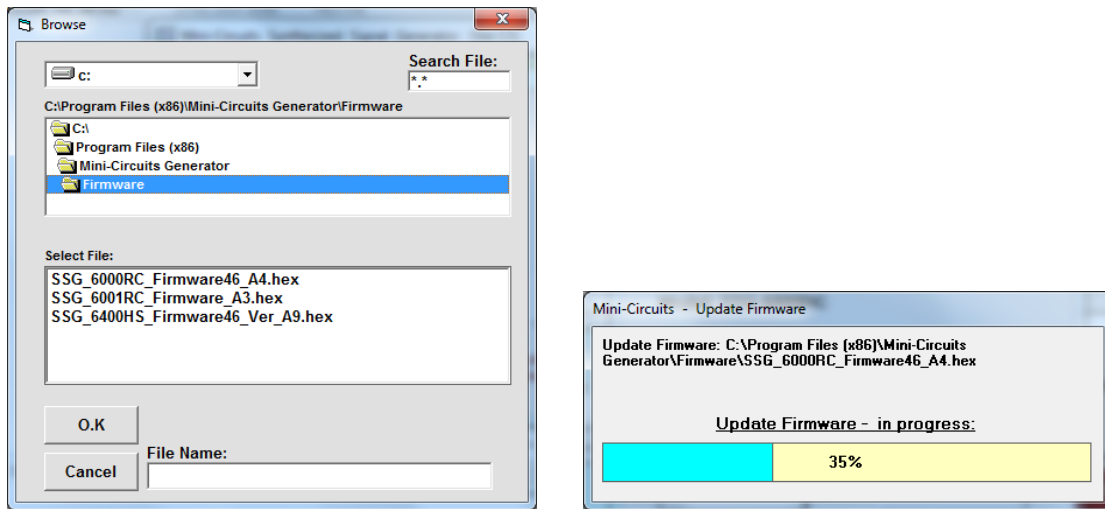 Browse
c:
Search File:
*.*
C:\Program Files (x86)\Mini-Circuits Generator\Firmware
C:\
Program Files (x86)
Mini-Circuits Generator
Firmware
Select File:
SSG_6000RC_Firmware46_A4.hex
SSG_6001RC_Firmware_A3.hex
SSG_6400HS_Firmware46_Ver_A9.hex
O.K
Cancel
File Name:
Mini-Circuits - Update Firmware
Update Firmware: C:\Program Files (x86)\Mini-Circuits
Generator\Firmware\SSG_6000RC_Firmware46_A4.hex
Update Firmware - in progress:
35%